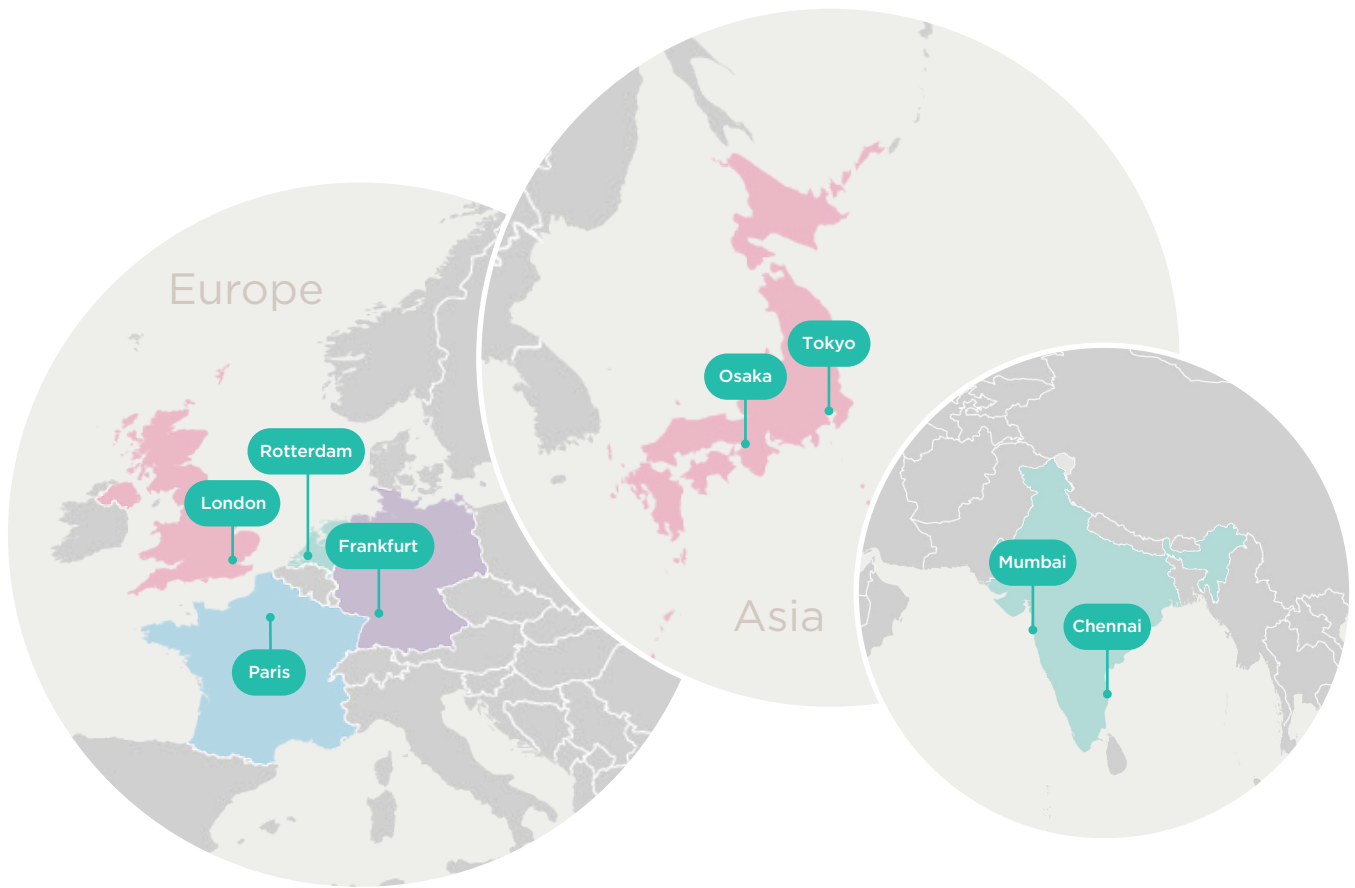 Europe
Rotterdam
London
Frankfurt
Paris
Tokyo
Osaka
Asia
Mumbai
Chennai